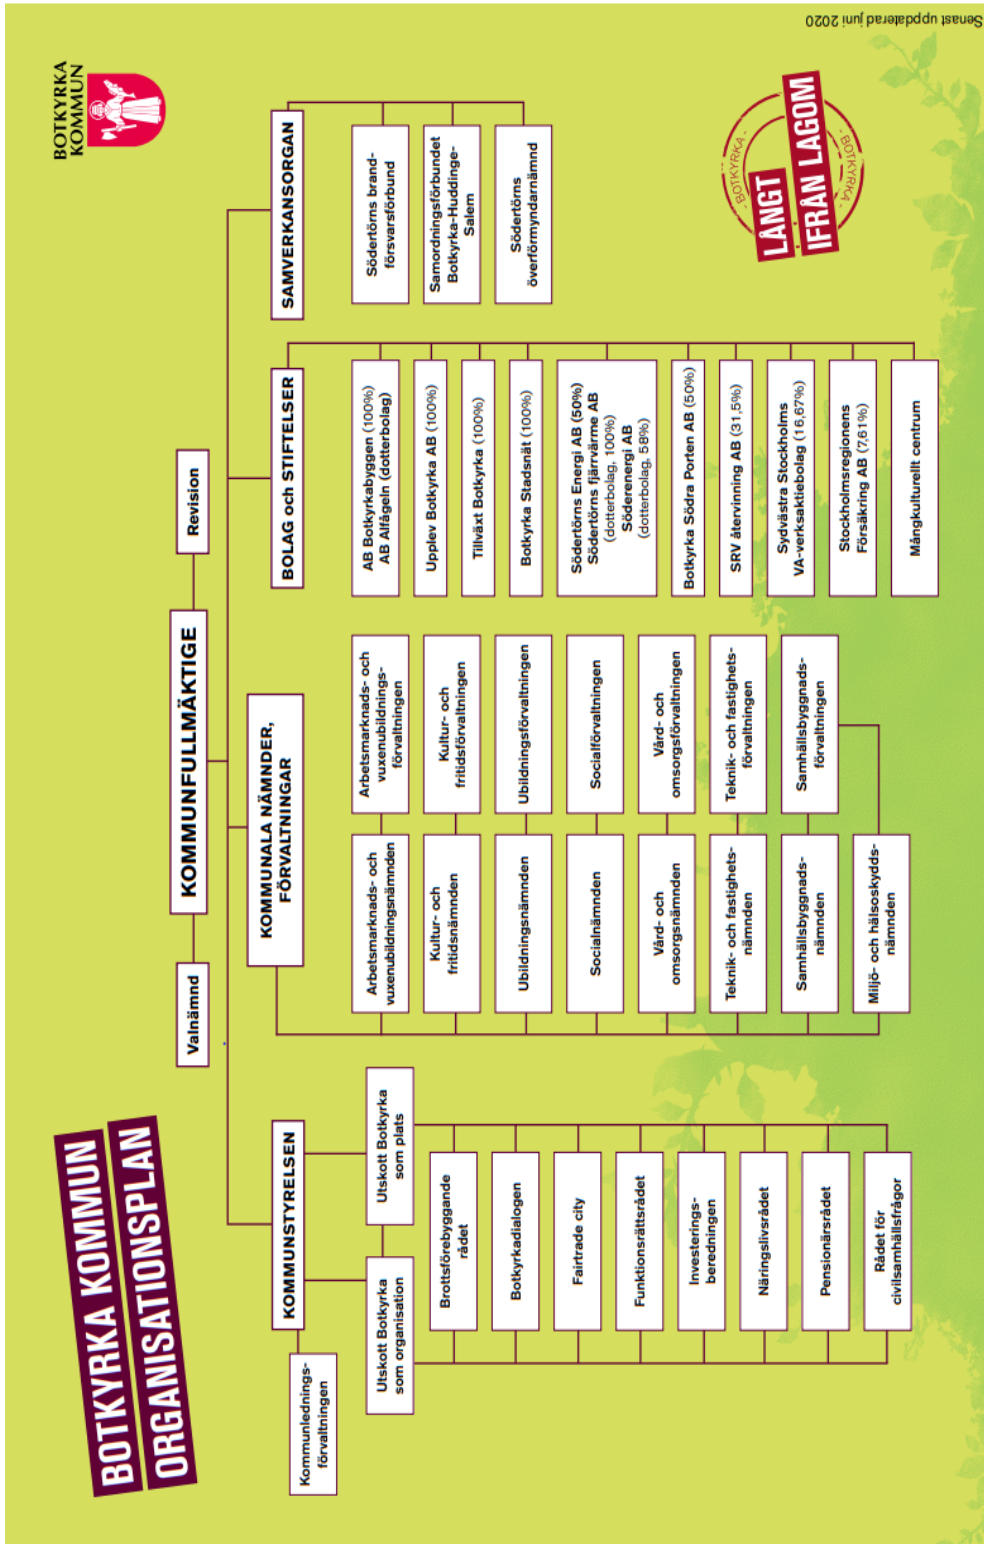 BOTKYRKA KOMMUN
ORGANISATIONSPLAN
BOTKYRKA
KOMMUN
Valnämnd
KOMMUNFULLMÄKTIGE
Revision
KOMMUNSTYRELSEN
Kommunlednings-
förvaltningen
Utskott Botkyrka
som organisation
Utskott Botkyrka
som plats
Brottsförebyggande
rådet
Botkyrkadialogen
Fairtrade city
Funktionsrättsrådet
Investerings-
beredningen
Näringslivsrådet
Pensionärsrådet
Rådet för
civilsamhällsfrågor
KOMMUNALA NÄMNDER,
FÖRVALTNINGAR
Arbetsmarknads- och
vuxenubildningsnämnden
Arbetsmarknads- och
vuxenubildnings-
förvaltningen
Kultur- och
fritidsnämnden
Kultur- och
fritidsförvaltningen
Ubildningsnämnden
Ubildningsförvaltningen
Socialnämnden
Socialförvaltningen
Vård- och
omsorgsnämnden
Vård- och
omsorgsförvaltningen
Teknik- och fastighets-
nämnden
Teknik- och fastighets-
förvaltningen
Samhällsbyggnads-
nämnden
Samhällsbyggnads-
förvaltningen
Miljö- och hälsoskydds-
nämnden
BOLAG och STIFTELSER
AB Botkyrkabyggen (100%)
AB Alfågeln (dotterbolag)
Upplev Botkyrka AB (100%)
Tillväxt Botkyrka (100%)
Botkyrka Stadsnät (100%)
Södertörns Energi AB (50%)
Södertörns fjärrvärme AB
(dotterbolag, 100%)
Söderenergi AB
(dotterbolag, 58%)
Botkyrka Södra Porten AB (50%)
SRV återvinning AB (31,5%)
Sydvästra Stockholms
VA-verksaktiebolag (16,67%)
Stockholmsregionens
Försäkring AB (7,61%)
Mångkulturellt centrum
SAMVERKANSORGAN
Södertörns brand-
försvarsförbund
Samordningsförbundet
Botkyrka-Huddinge-
Salem
Södertörns
överförmyndarnämnd
- BOTKYRKA -
LÅNGT
IFRÅN LAGOM
- BOTKYRKA -
Senast uppdaterad juni 2020